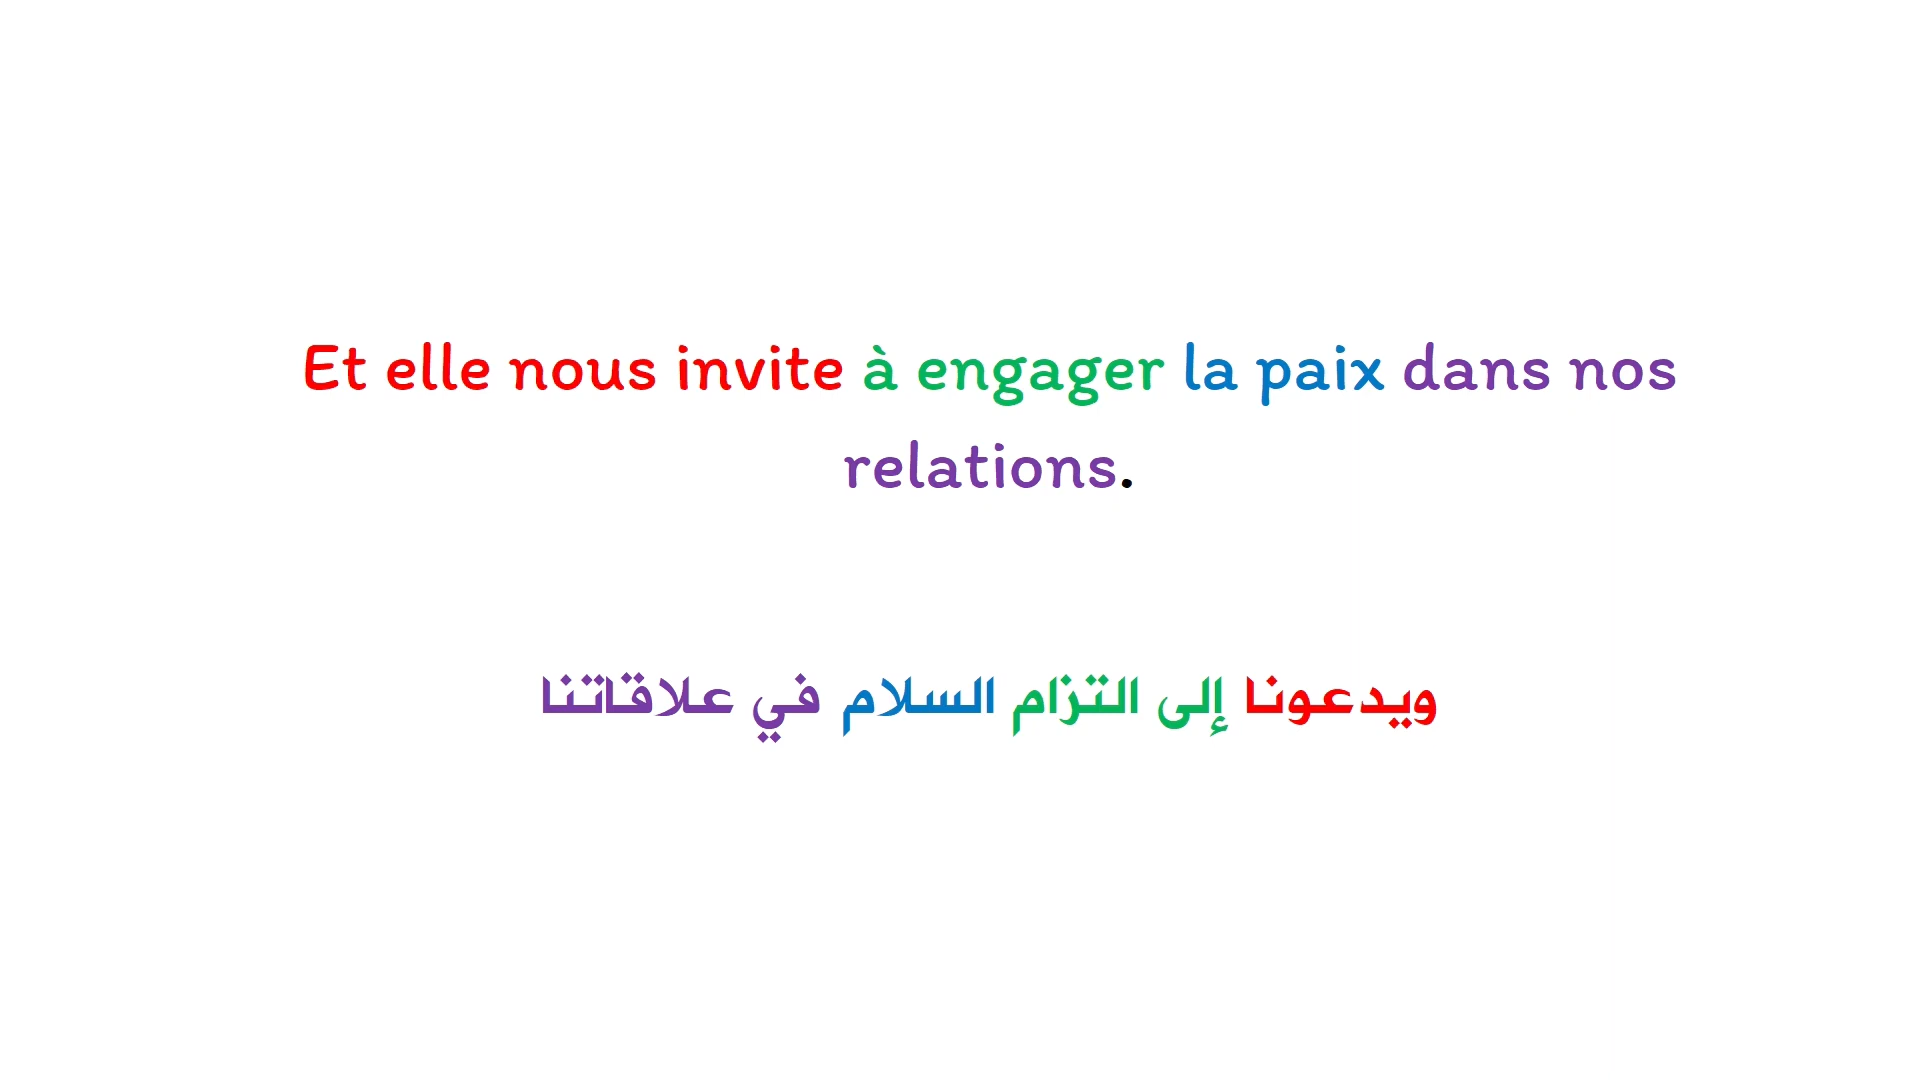 Et elle nous invite à engager la paix dans nos
relations.
ويدعونا إلى التزام السلام في علاقاتنا